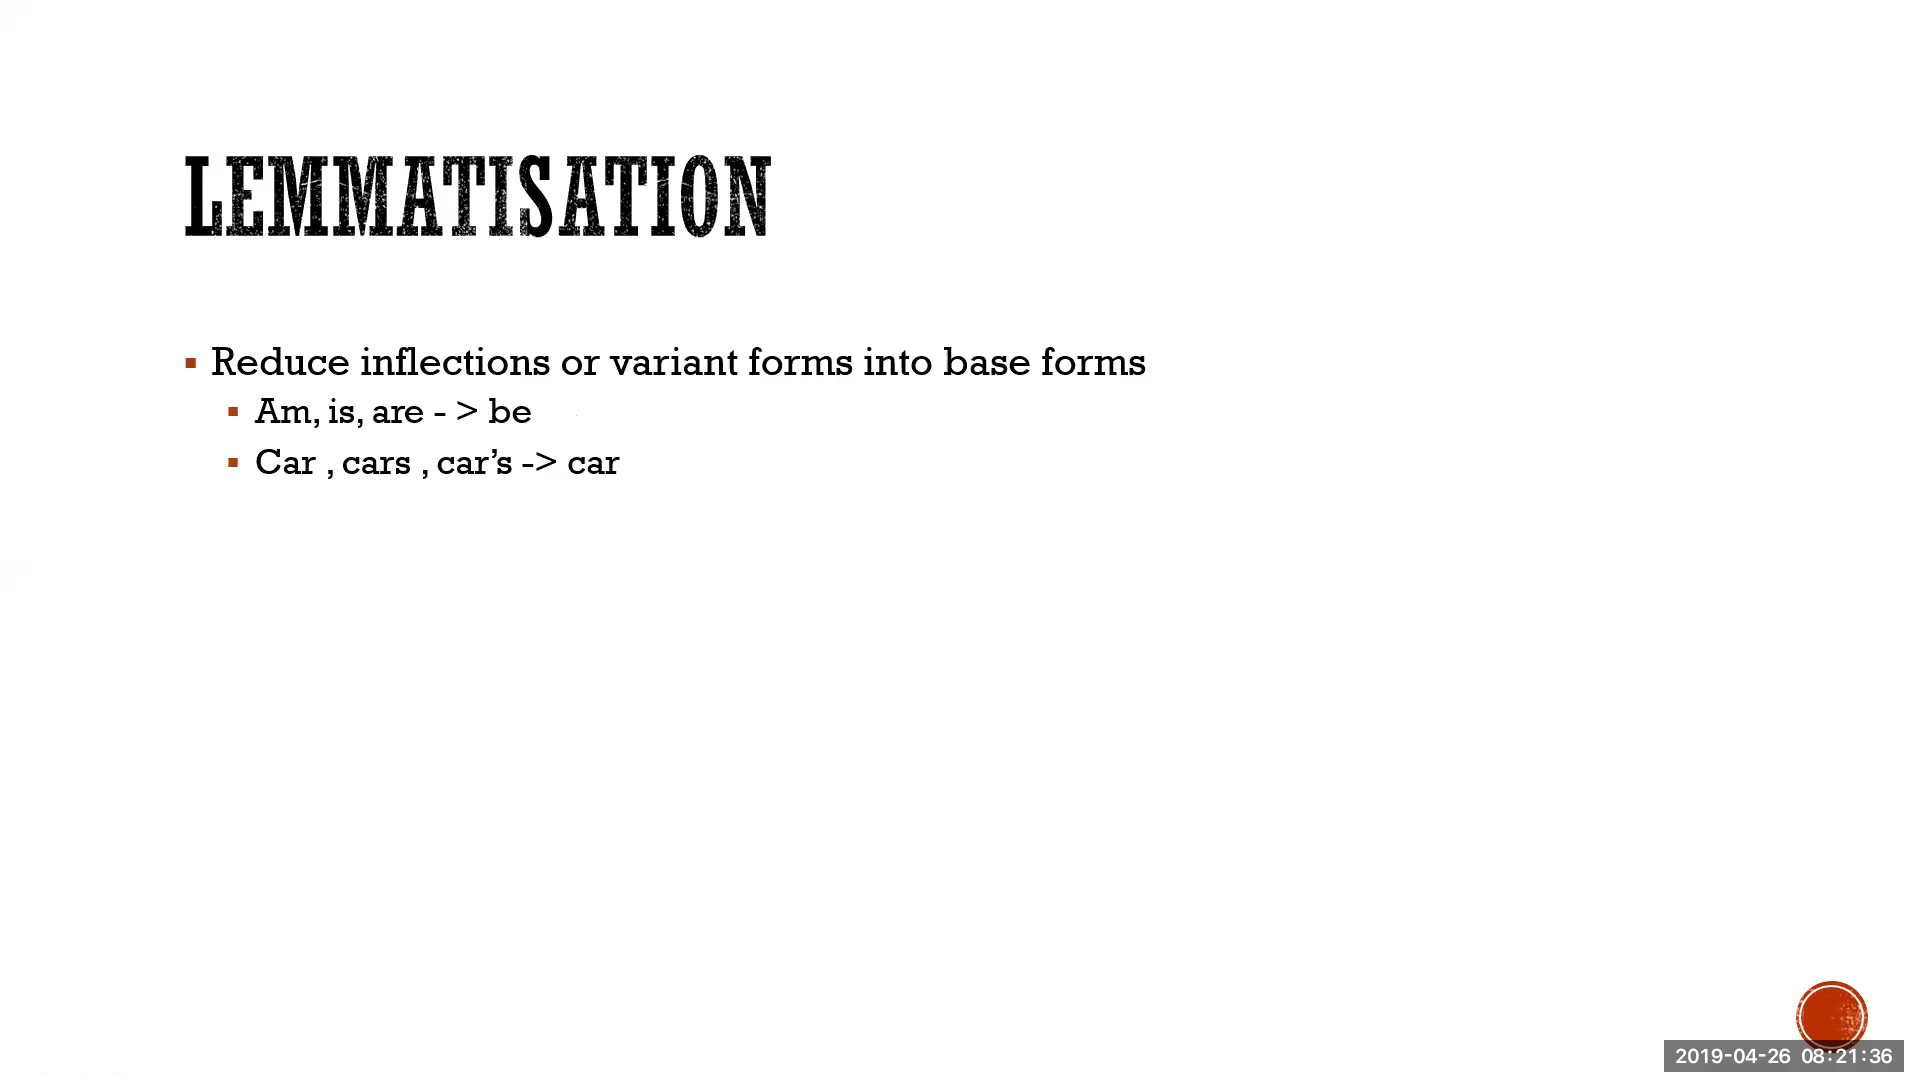 LEMMATISATION
Reduce inflections or variant forms into base forms
Am, is, are - > be
Car , cars , car’s -> car
2019-04-26 08:21:36